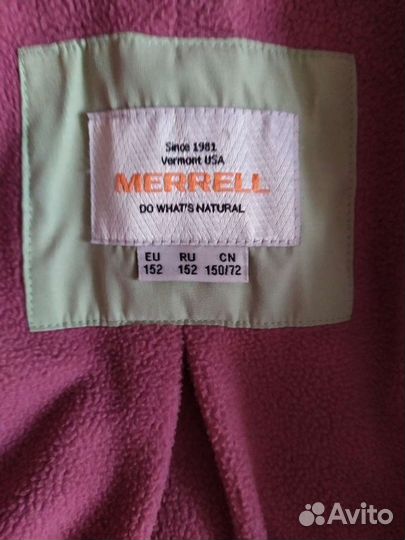 Since 1981
Vermont USA
MERRELL
DO WHAT'S NATURAL
EU RU CN
152 152 150/72
Avito